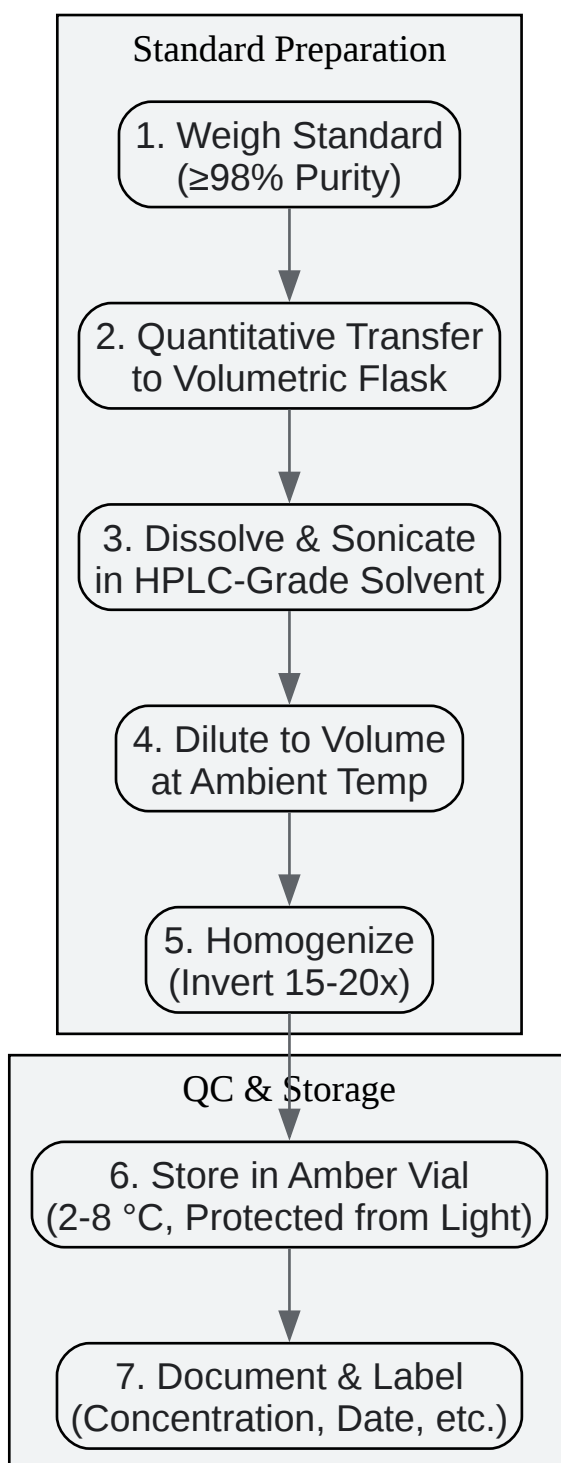 Standard Preparation
1. Weigh Standard
(≥98% Purity)
2. Quantitative Transfer
to Volumetric Flask
3. Dissolve & Sonicate
in HPLC-Grade Solvent
4. Dilute to Volume
at Ambient Temp
5. Homogenize
(Invert 15-20x)
QC & Storage
6. Store in Amber Vial
(2-8 °C, Protected from Light)
7. Document & Label
(Concentration, Date, etc.)